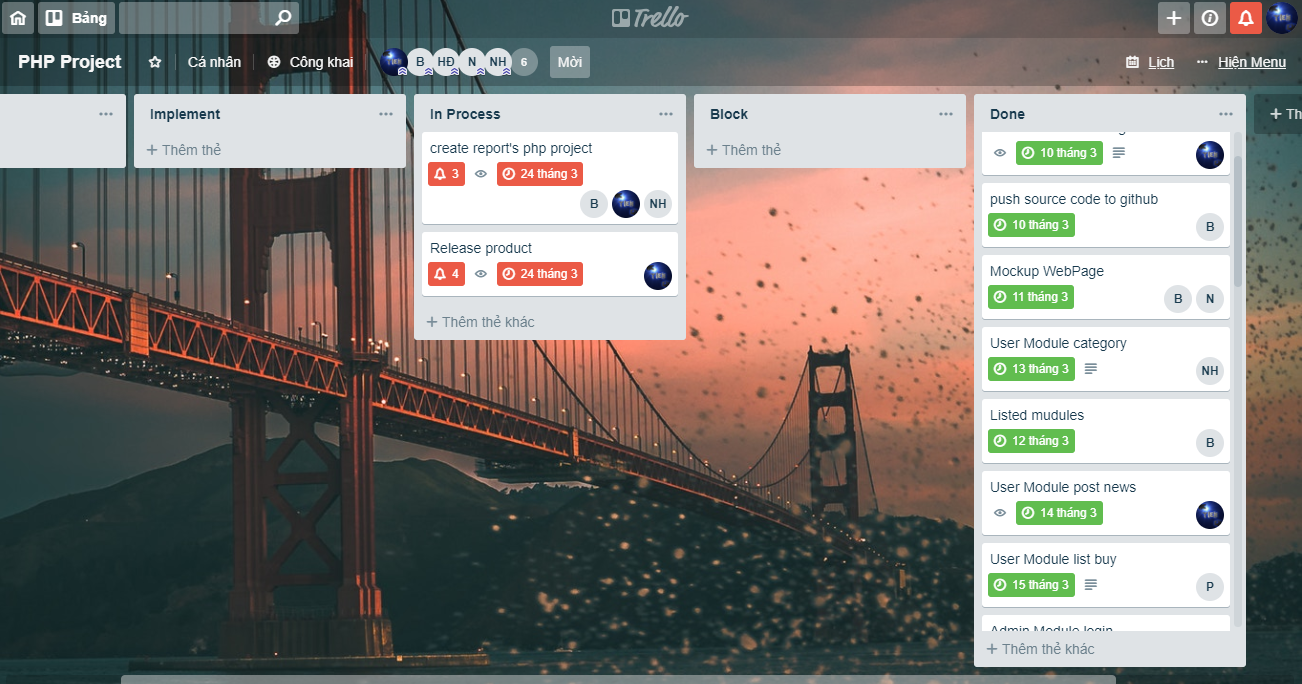 Bảng
Trello
PHP Project
Cá nhân
Công khai
B
HĐ
N
NH
6
Mời
Lịch
Hiện Menu
Implement
+ Thêm thẻ
In Process
create report's php project
3
24 tháng 3
B
NH
Release product
4
24 tháng 3
+ Thêm thẻ khác
Block
+ Thêm thẻ
Done
10 tháng 3
push source code to github
10 tháng 3
B
Mockup WebPage
11 tháng 3
B
N
User Module category
13 tháng 3
NH
Listed mudules
12 tháng 3
B
User Module post news
14 tháng 3
User Module list buy
15 tháng 3
P
Admin Module login
+ Thêm thẻ khác
+ Th